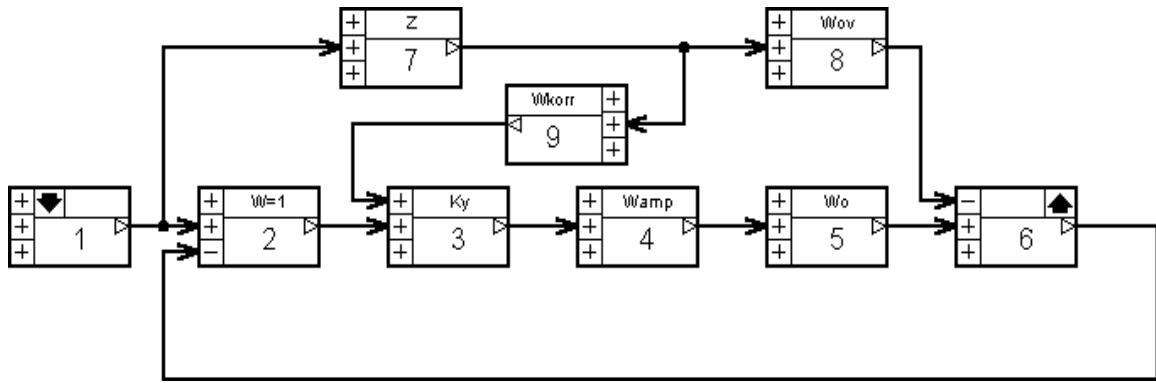 + Z
+ 7
+
+ Wov
+ 8
+
Wkorr +
9 +
+
+
+ 1
+
+ W=1
+ 2
−
+ Ky
+ 3
+
+ Wamp
+ 4
+
+ Wo
+ 5
+
−
+ 6
+